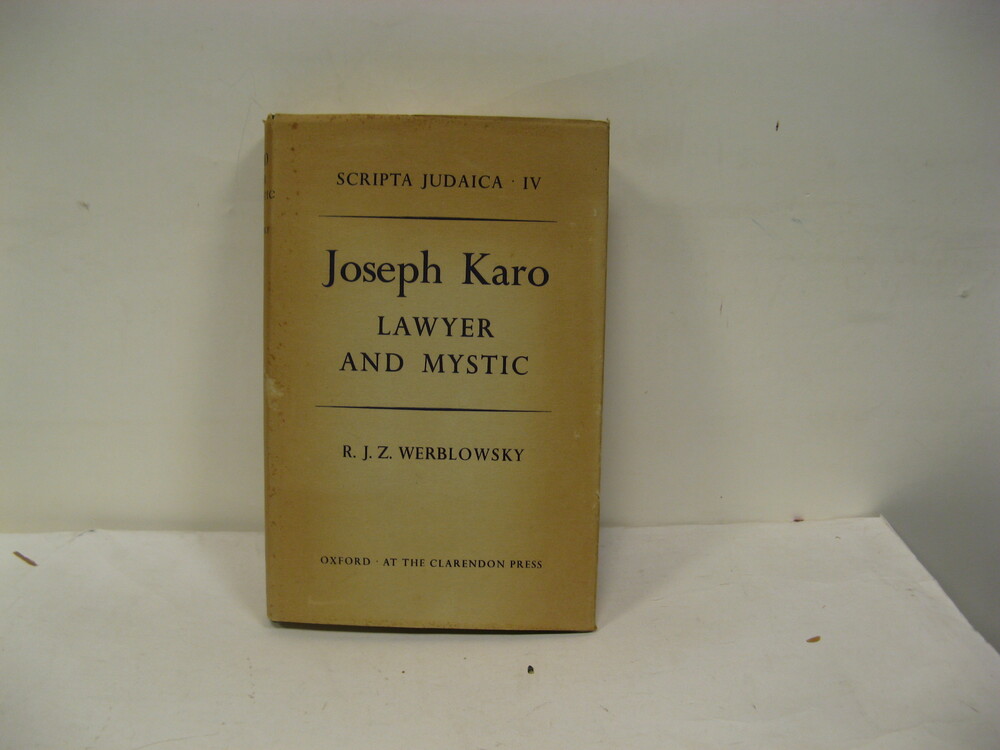 SCRIPTA JUDAICA · IV
Joseph Karo
LAWYER
AND MYSTIC
R. J. Z. WERBLOWSKY
OXFORD · AT THE CLARENDON PRESS